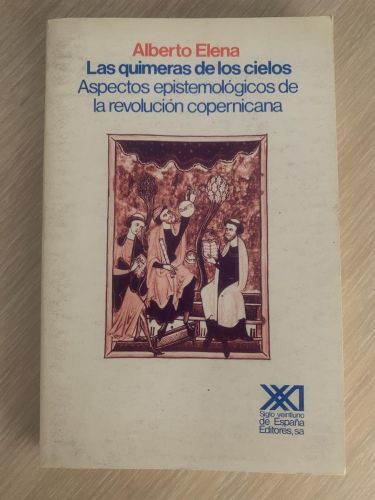 Alberto Elena
Las quimeras de los cielos
Aspectos epistemológicos de
la revolución copernicana
XXI
Siglo veintiuno
de España
Editores, sa